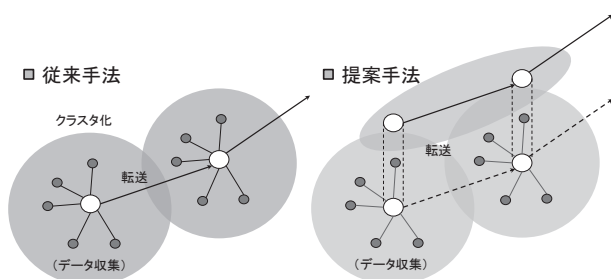 従来手法
クラスタ化
転送
（データ収集）
提案手法
転送
（データ収集）